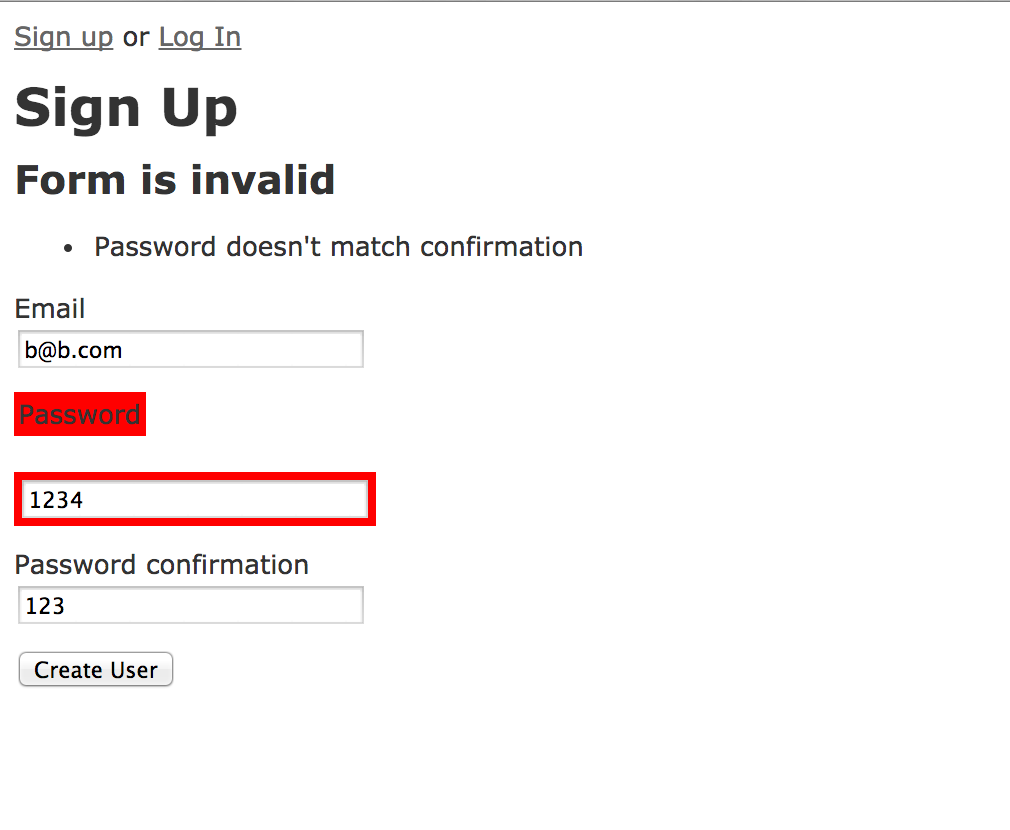 Sign up or Log In
Sign Up
Form is invalid
• Password doesn't match confirmation
Email
b@b.com
Password
1234
Password confirmation
123
Create User